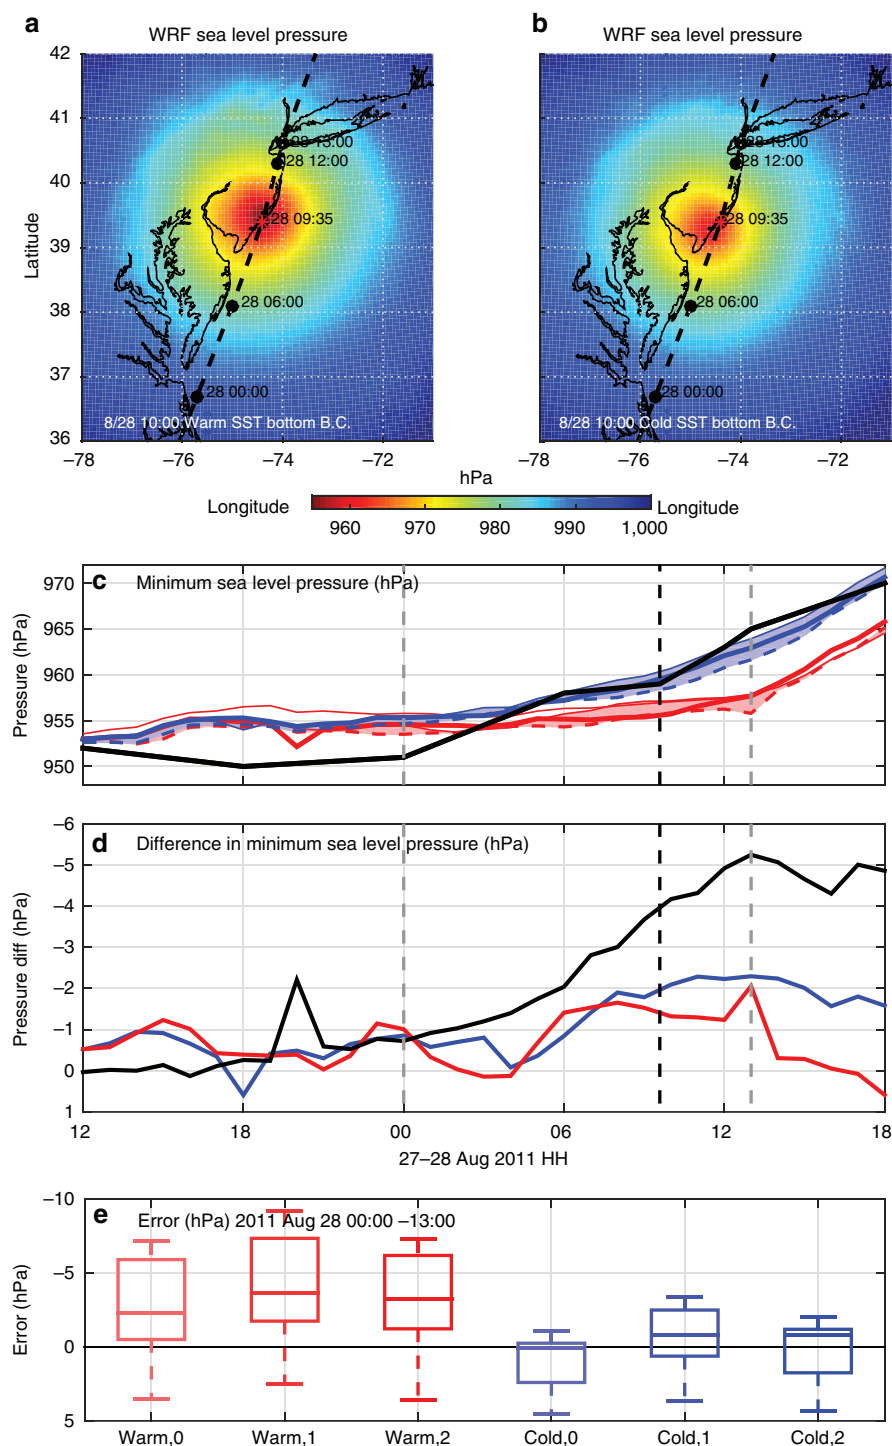 a
WRF sea level pressure
b
WRF sea level pressure
42
41
40
39
38
37
36
Latitude
28 13:00
28 12:00
28 09:35
28 06:00
28 00:00
8/28 10:00 Warm SST bottom B.C.
28 13:00
28 12:00
28 09:35
28 06:00
28 00:00
8/28 10:00 Cold SST bottom B.C.
−78 −76 −74 −72
−78 −76 −74 −72
hPa
Longitude
Longitude
960 970 980 990 1,000
c Minimum sea level pressure (hPa)
970
965
960
955
950
Pressure (hPa)
d Difference in minimum sea level pressure (hPa)
−6
−5
−4
−3
−2
−1
0
1
Pressure diff (hPa)
12 18 00 06 12 18
27–28 Aug 2011 HH
e Error (hPa) 2011 Aug 28 00:00 −13:00
−10
−5
0
5
Error (hPa)
Warm,0 Warm,1 Warm,2 Cold,0 Cold,1 Cold,2